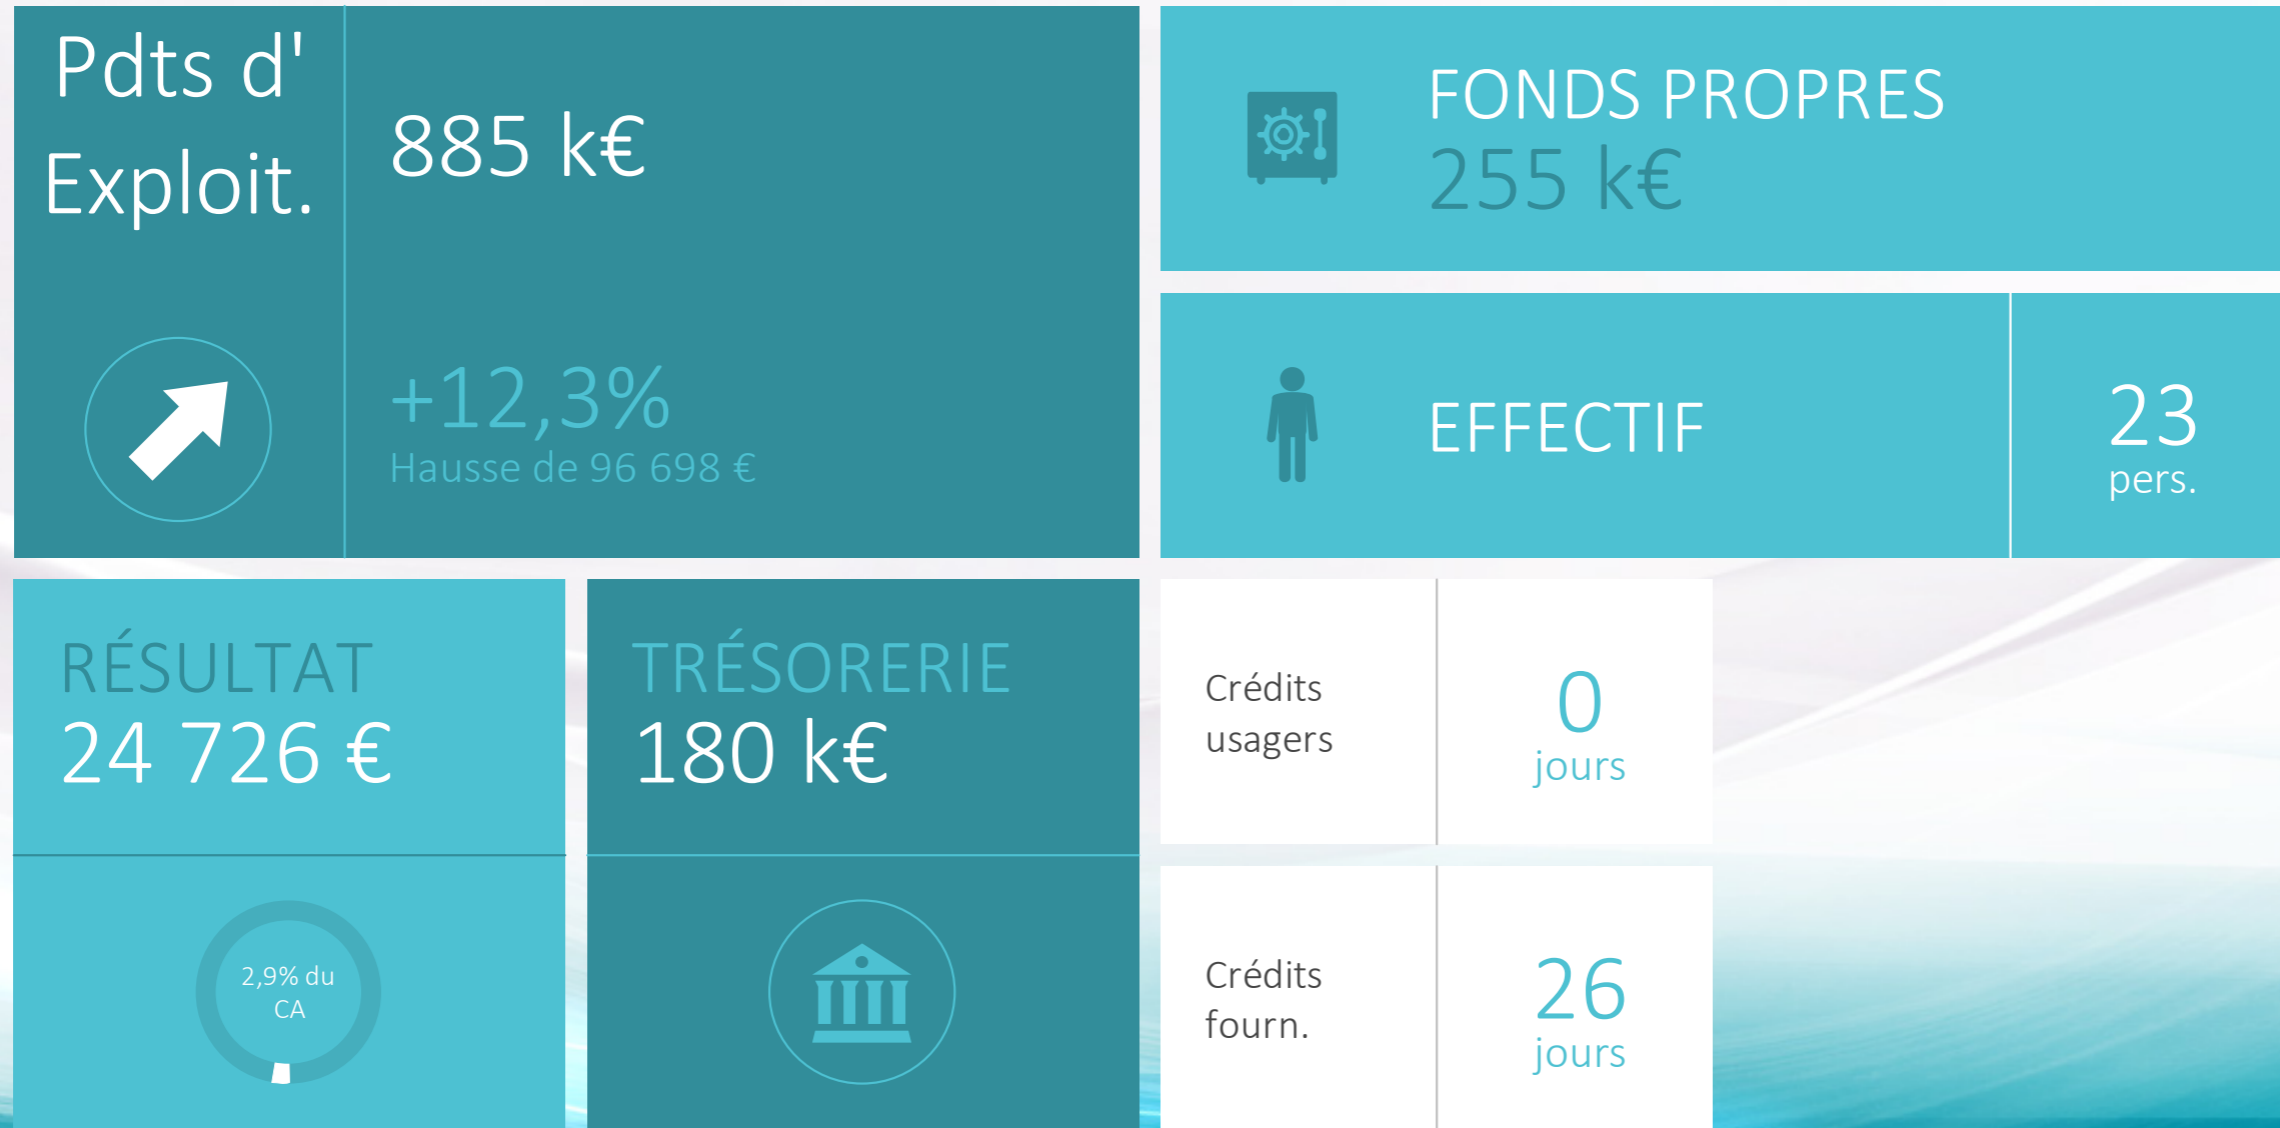 Pdts d'
Exploit.
885 k€
+12,3%
Hausse de 96 698 €
FONDS PROPRES
255 k€
EFFECTIF
23
pers.
RÉSULTAT
24 726 €
2,9% du
CA
TRÉSORERIE
180 k€
Crédits
usagers
0
jours
Crédits
fourn.
26
jours